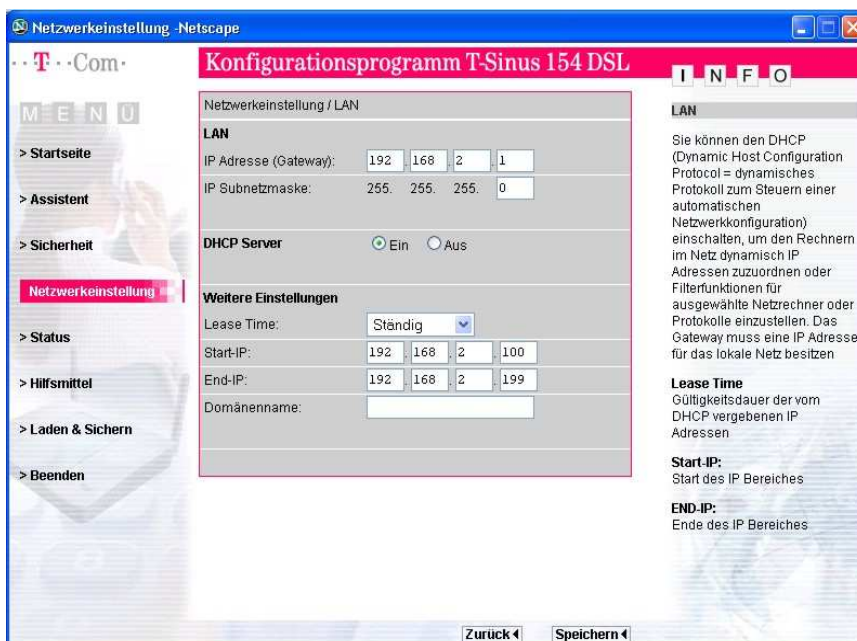 Netzwerkeinstellung -Netscape
··T··Com·
Konfigurationsprogramm T-Sinus 154 DSL
INFO
MENÜ
> Startseite
> Assistent
> Sicherheit
Netzwerkeinstellung
> Status
> Hilfsmittel
> Laden & Sichern
> Beenden
Netzwerkeinstellung / LAN
LAN
IP Adresse (Gateway): 192 . 168 . 2 . 1
IP Subnetzmaske: 255. 255. 255. 0
DHCP Server Ein Aus
Weitere Einstellungen
Lease Time: Ständig
Start-IP: 192 . 168 . 2 . 100
End-IP: 192 . 168 . 2 . 199
Domänenname:
LAN
Sie können den DHCP
(Dynamic Host Configuration
Protocol = dynamisches
Protokoll zum Steuern einer
automatischen
Netzwerkkonfiguration)
einschalten, um den Rechnern
im Netz dynamisch IP
Adressen zuzuordnen oder
Filterfunktionen für
ausgewählte Netzrechner oder
Protokolle einzustellen. Das
Gateway muss eine IP Adresse
für das lokale Netz besitzen
Lease Time
Gültigkeitsdauer der vom
DHCP vergebenen IP
Adressen
Start-IP:
Start des IP Bereiches
END-IP:
Ende des IP Bereiches
Zurück Speichern